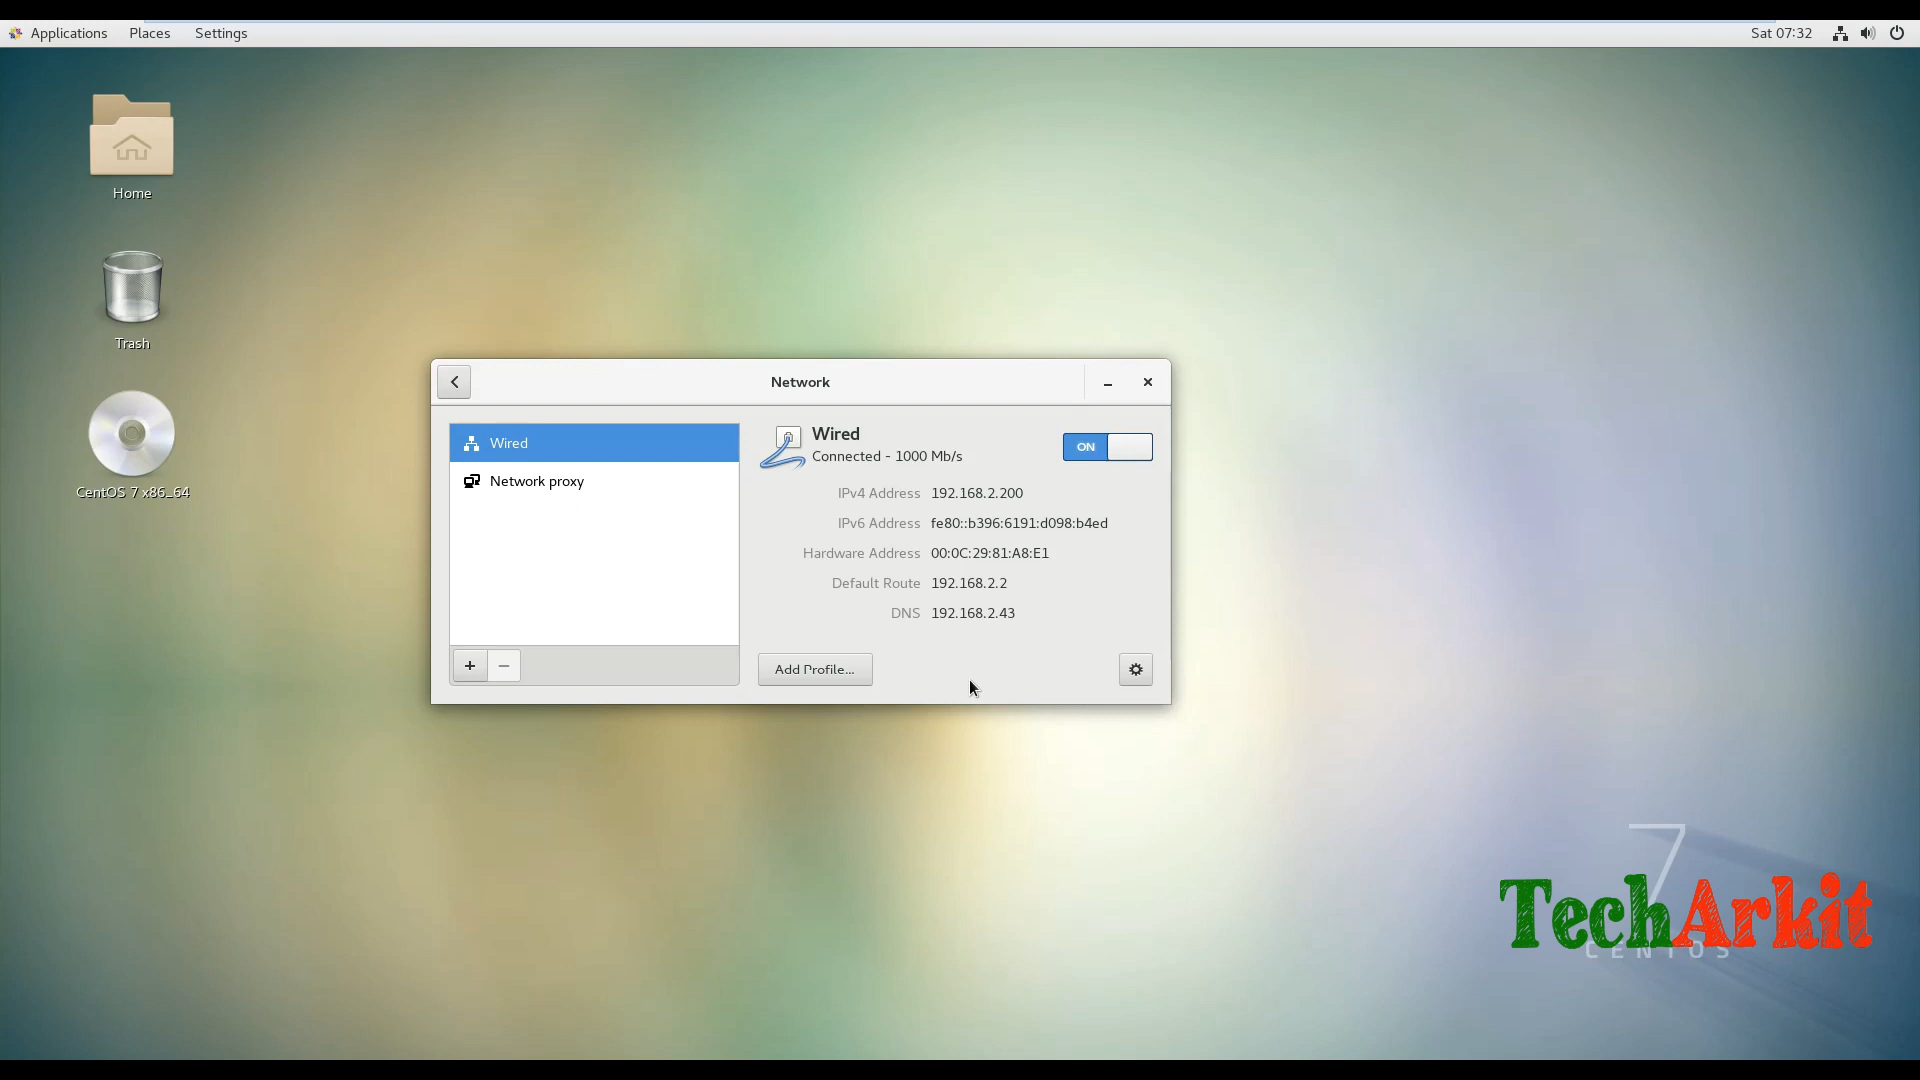 Applications Places Settings Sat 07:32
Home
Trash
CentOS 7 x86_64
Network
Wired
Network proxy
Wired
Connected - 1000 Mb/s
ON
IPv4 Address 192.168.2.200
IPv6 Address fe80::b396:6191:d098:b4ed
Hardware Address 00:0C:29:81:A8:E1
Default Route 192.168.2.2
DNS 192.168.2.43
Add Profile...
7
TechArkit
CENTOS